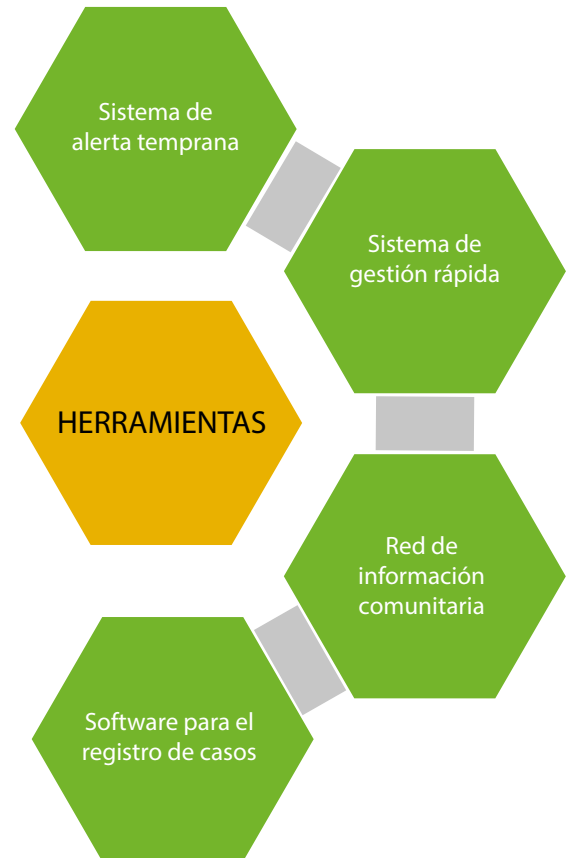 Sistema de
alerta temprana
Sistema de
gestión rápida
HERRAMIENTAS
Red de
información
comunitaria
Software para el
registro de casos